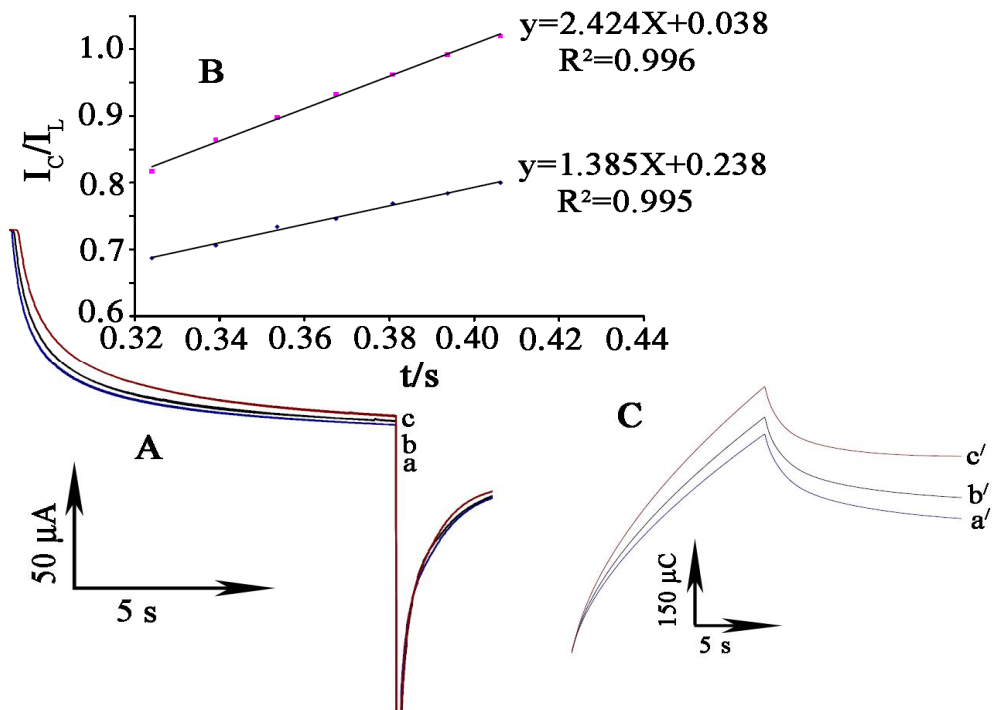 B
y=2.424X+0.038
R²=0.996
y=1.385X+0.238
R²=0.995
I_C/I_L
1.0
0.9
0.8
0.7
0.6
0.32 0.34 0.36 0.38 0.40 0.42 0.44
t/s
A
c
b
a
50 µA
5 s
C
c′
b′
a′
150 µC
5 s